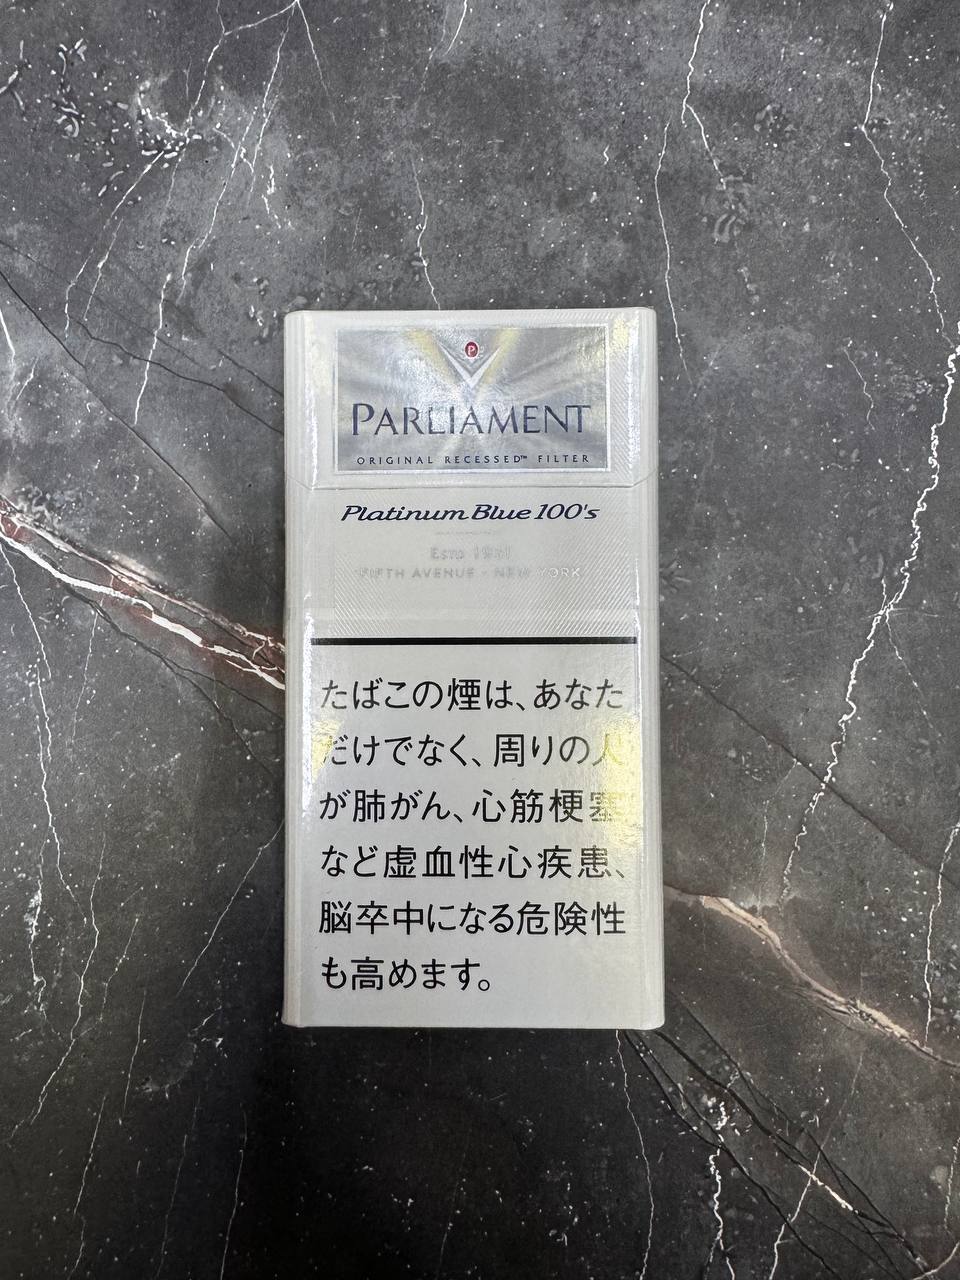 P
PARLIAMENT
ORIGINAL RECESSED™ FILTER
Platinum Blue 100's
Estd 1931
FIFTH AVENUE · NEW YORK
たばこの煙は、あなた
だけでなく、周りの人
が肺がん、心筋梗塞
など虚血性心疾患、
脳卒中になる危険性
も高めます。